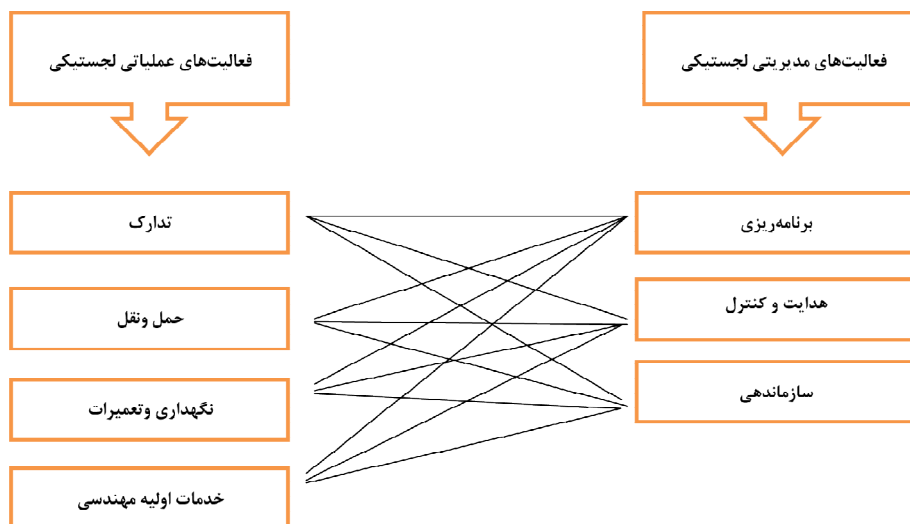 فعالیت‌های مدیریتی لجستیکی
فعالیت‌های عملیاتی لجستیکی
برنامه‌ریزی
تدارک
هدایت و کنترل
حمل ونقل
سازماندهی
نگهداری وتعمیرات
خدمات اولیه مهندسی